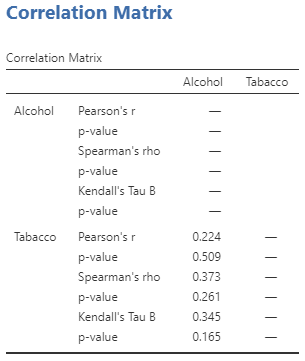 Correlation Matrix
Correlation Matrix
Alcohol Tabacco
Alcohol Pearson's r —
p-value —
Spearman's rho —
p-value —
Kendall's Tau B —
p-value —
Tabacco Pearson's r 0.224 —
p-value 0.509 —
Spearman's rho 0.373 —
p-value 0.261 —
Kendall's Tau B 0.345 —
p-value 0.165 —